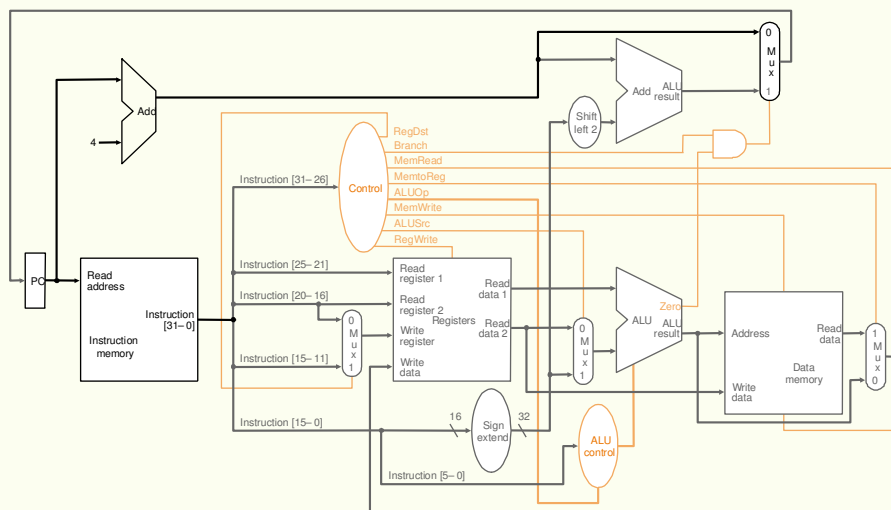 0
M
u
x
1
Add
ALU
result
Add
4
Shift
left 2
RegDst
Branch
MemRead
MemtoReg
ALUOp
MemWrite
ALUSrc
RegWrite
Control
Instruction [31–26]
Instruction [25–21]
Instruction [20–16]
Instruction [15–11]
Instruction [15–0]
Instruction [5–0]
PC
Read
address
Instruction
[31–0]
Instruction
memory
0
M
u
x
1
Read
register 1
Read
register 2
Write
register
Write
data
Registers
Read
data 1
Read
data 2
0
M
u
x
1
ALU
Zero
ALU
result
Address
Write
data
Read
data
Data
memory
1
M
u
x
0
16
Sign
extend
32
ALU
control